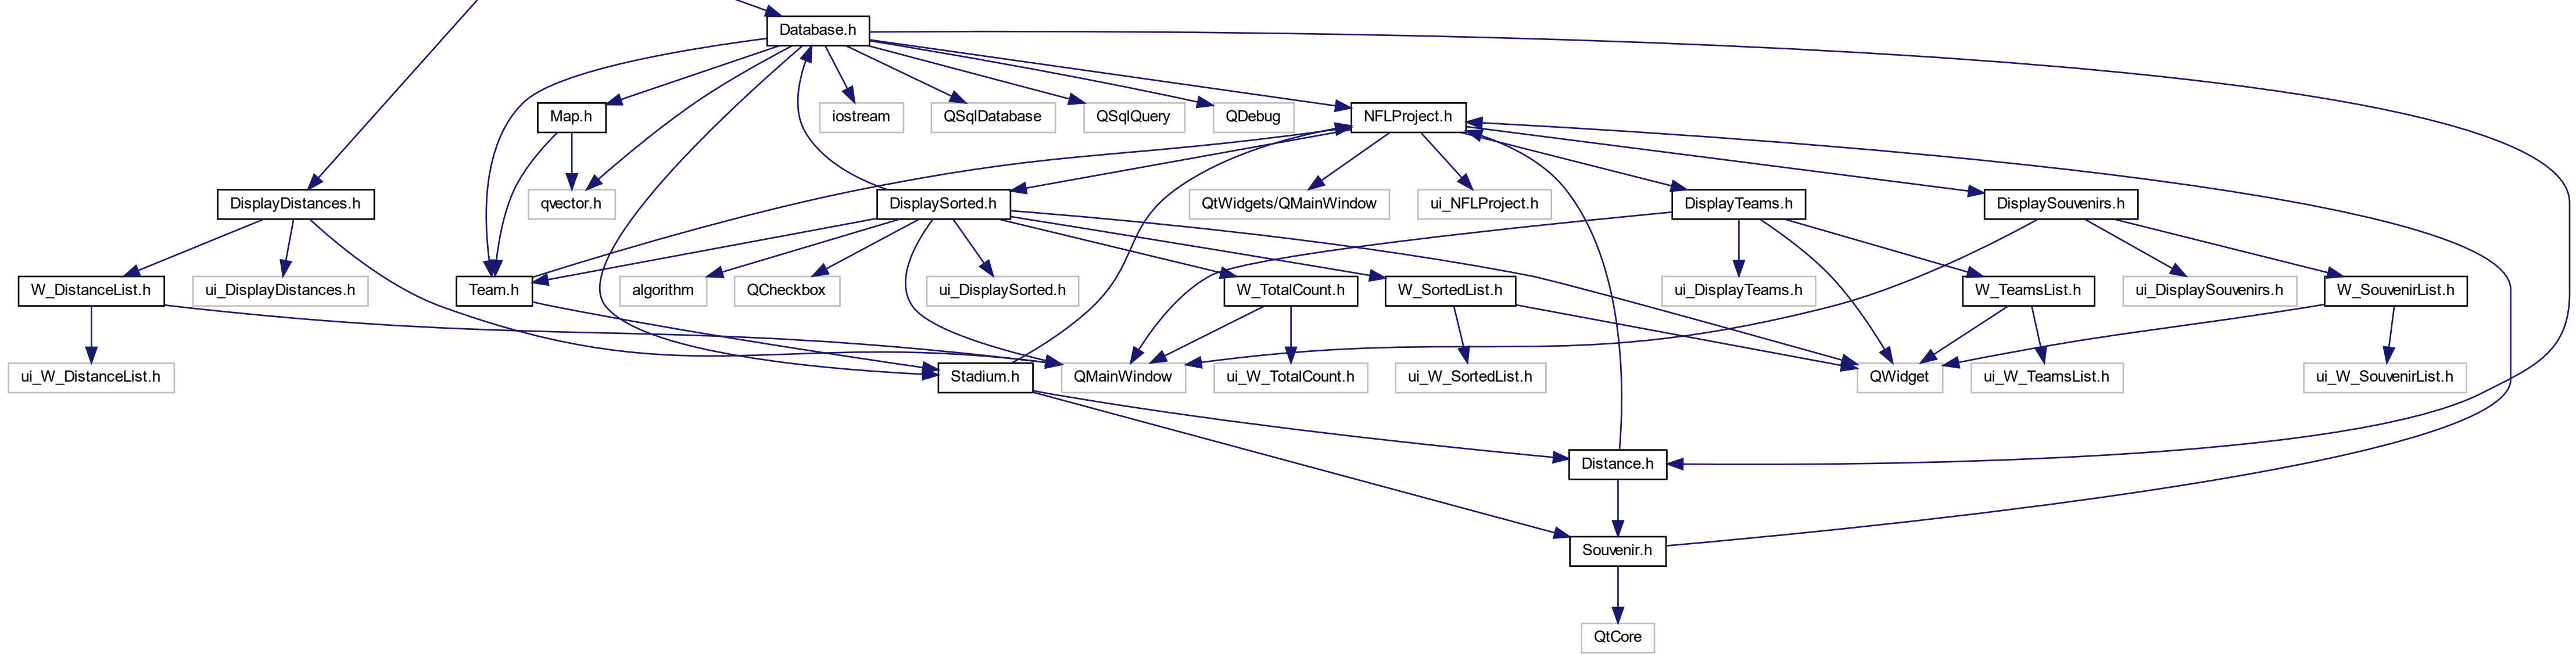 Database.h
Map.h
iostream
QSqlDatabase
QSqlQuery
QDebug
NFLProject.h
DisplayDistances.h
qvector.h
DisplaySorted.h
QtWidgets/QMainWindow
ui_NFLProject.h
DisplayTeams.h
DisplaySouvenirs.h
W_DistanceList.h
ui_DisplayDistances.h
Team.h
algorithm
QCheckbox
ui_DisplaySorted.h
W_TotalCount.h
W_SortedList.h
ui_DisplayTeams.h
W_TeamsList.h
ui_DisplaySouvenirs.h
W_SouvenirList.h
ui_W_DistanceList.h
Stadium.h
QMainWindow
ui_W_TotalCount.h
ui_W_SortedList.h
QWidget
ui_W_TeamsList.h
ui_W_SouvenirList.h
Distance.h
Souvenir.h
QtCore